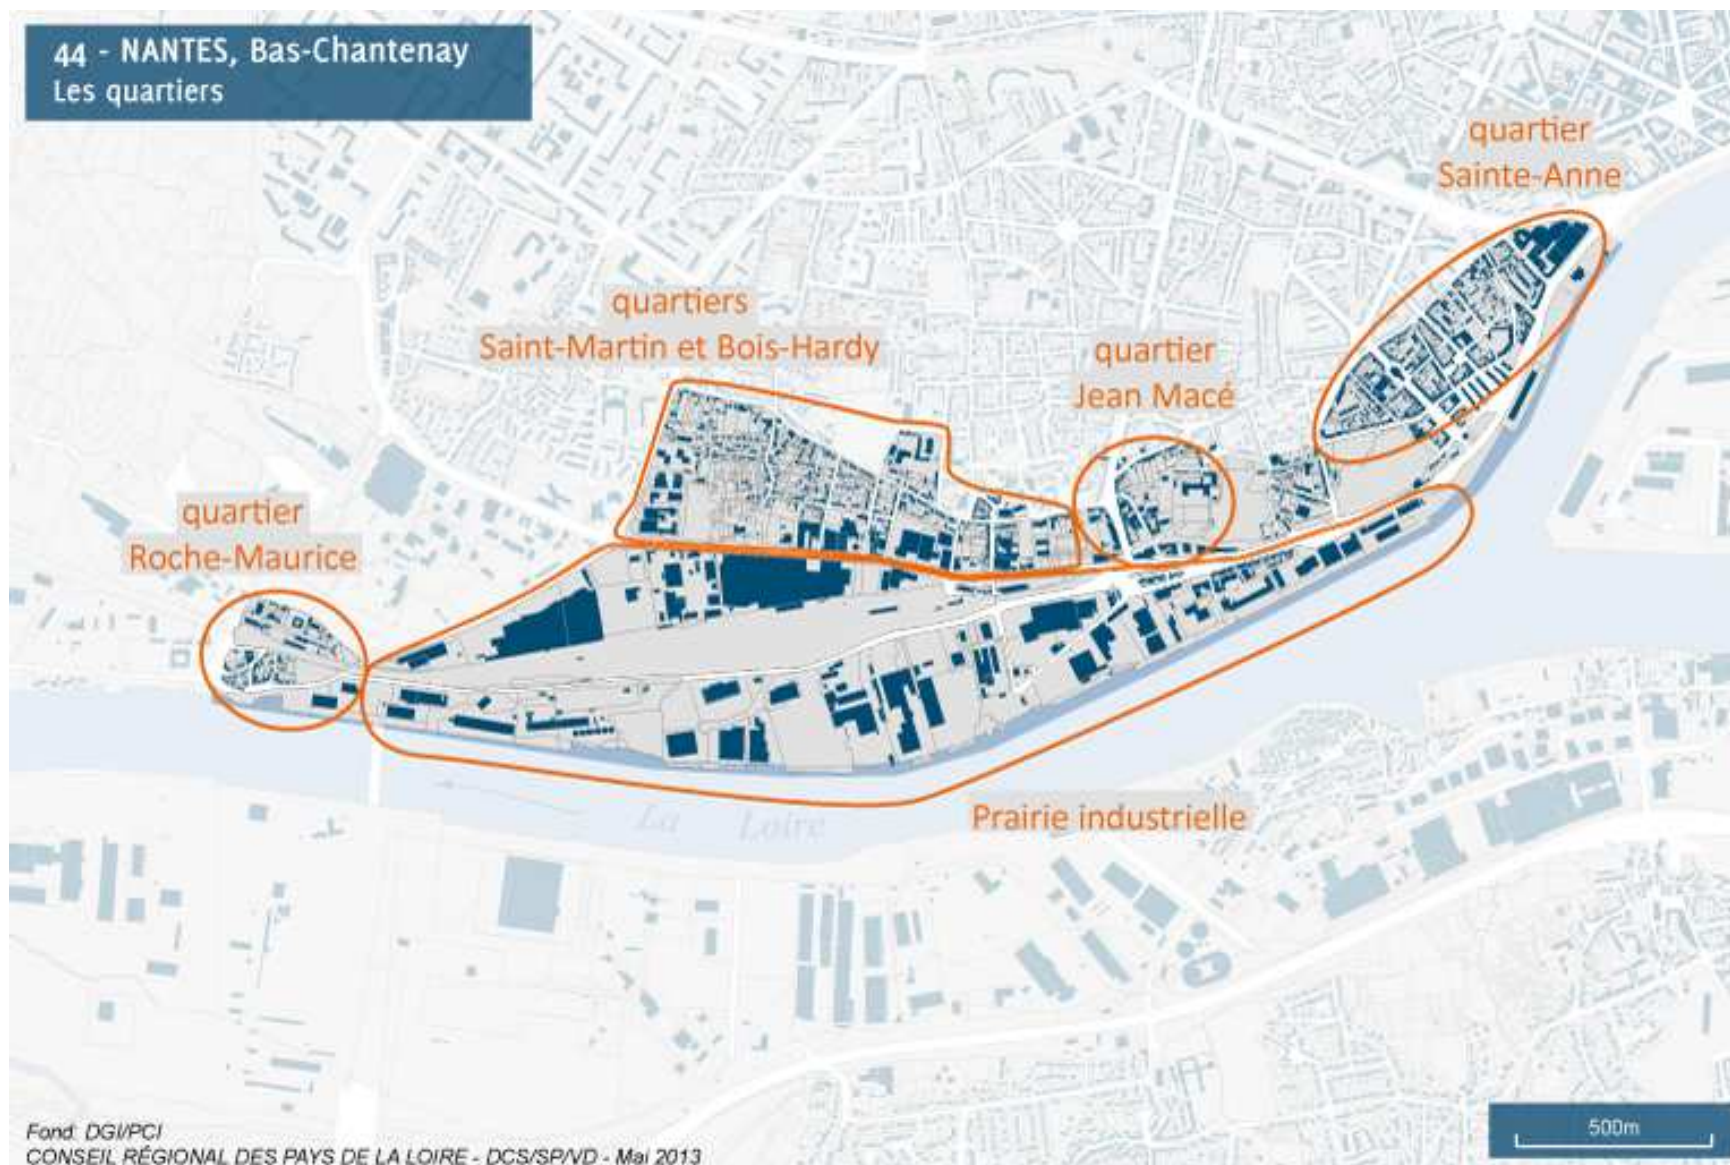 44 - NANTES, Bas-Chantenay
Les quartiers
quartier
Sainte-Anne
quartiers
Saint-Martin et Bois-Hardy
quartier
Jean Macé
quartier
Roche-Maurice
Prairie industrielle
La Loire
500m
Fond: DGI/PCI
CONSEIL RÉGIONAL DES PAYS DE LA LOIRE - DCS/SP/VD - Mai 2013